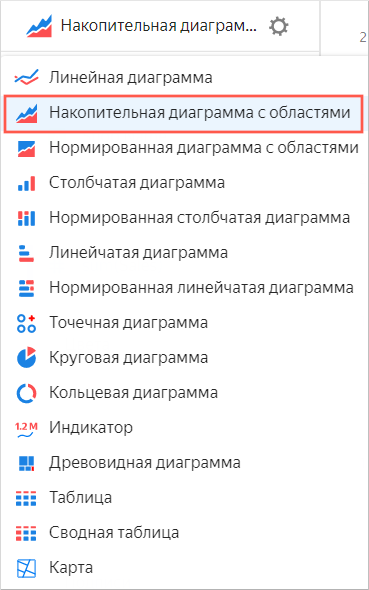 Накопительная диаграм...
2
Линейная диаграмма
Накопительная диаграмма с областями
Нормированная диаграмма с областями
Столбчатая диаграмма
Нормированная столбчатая диаграмма
Линейчатая диаграмма
Нормированная линейчатая диаграмма
Точечная диаграмма
Круговая диаграмма
Кольцевая диаграмма
1.2 M Индикатор
Древовидная диаграмма
Таблица
Сводная таблица
Карта